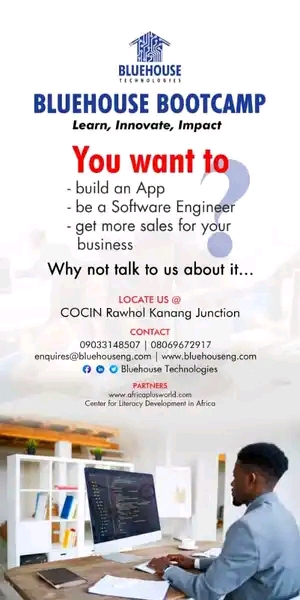 BLUEHOUSE
TECHNOLOGIES
BLUEHOUSE BOOTCAMP
Learn, Innovate, Impact
You want to
?
- build an App
- be a Software Engineer
- get more sales for your
business
Why not talk to us about it...
LOCATE US @
COCIN Rawhol Kanang Junction
CONTACT
09033148507 | 08069672917
enquires@bluehouseng.com | www.bluehouseng.com
Bluehouse Technologies
PARTNERS
www.africaplusworld.com
Center for Literacy Development in Africa